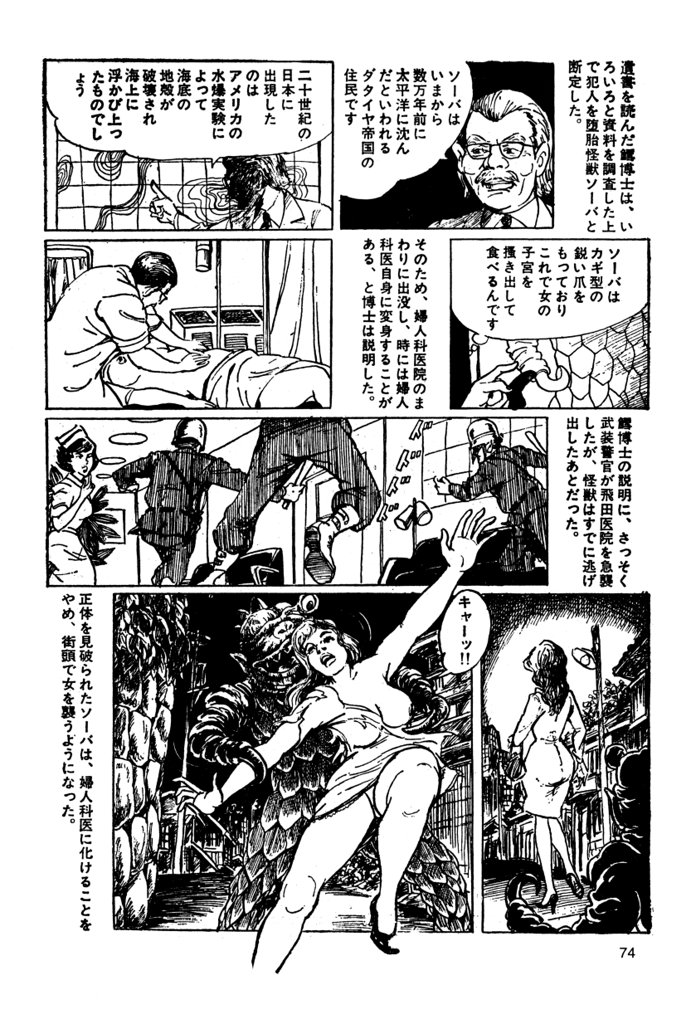 遺書を読んだ鰐博士は、い
ろいろと資料を調査した上
で犯人を堕胎怪獣ソーバと
断定した。
ソーバは
いまから
数万年前に
太平洋に沈ん
だといわれる
ダタイヤ帝国の
住民です
二十世紀の
日本に
出現した
のは
アメリカの
水爆実験に
よって
海底の
地殻が
破壊され
海上に
浮かび上っ
たものでし
ょう
ソーバは
カギ型の
鋭い爪を
もっており
これで女の
子宮を
掻き出して
食べるんです
そのため、婦人科医院のま
わりに出没し、時には婦人
科医自身に変身することが
ある、と博士は説明した。
鰐博士の説明に、さっそく
武装警官が飛田医院を急襲
したが、怪獣はすでに逃げ
出したあとだった。
ドドド
キャーッ!!
正体を見破られたソーバは、婦人科医に化けることを
やめ、街頭で女を襲うようになった。
74